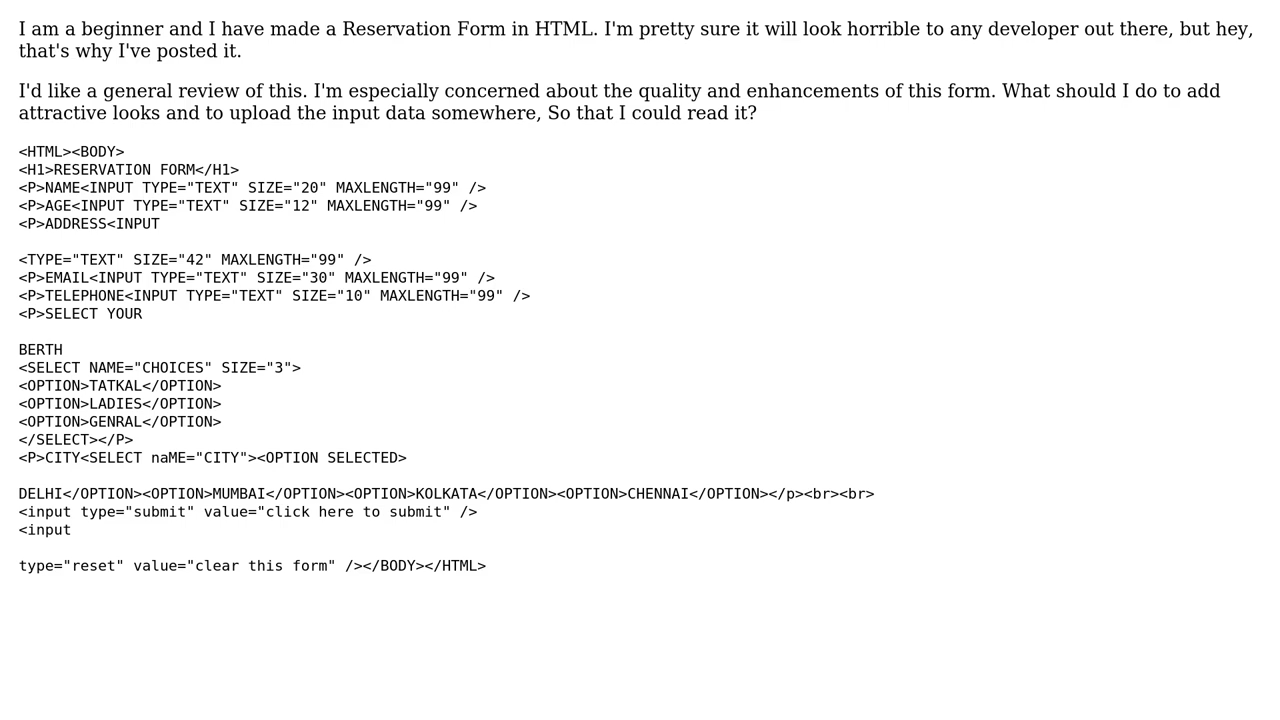 I am a beginner and I have made a Reservation Form in HTML. I'm pretty sure it will look horrible to any developer out there, but hey,
that's why I've posted it.
I'd like a general review of this. I'm especially concerned about the quality and enhancements of this form. What should I do to add
attractive looks and to upload the input data somewhere, So that I could read it?
<HTML><BODY>
<H1>RESERVATION FORM</H1>
<P>NAME<INPUT TYPE="TEXT" SIZE="20" MAXLENGTH="99" />
<P>AGE<INPUT TYPE="TEXT" SIZE="12" MAXLENGTH="99" />
<P>ADDRESS<INPUT
<TYPE="TEXT" SIZE="42" MAXLENGTH="99" />
<P>EMAIL<INPUT TYPE="TEXT" SIZE="30" MAXLENGTH="99" />
<P>TELEPHONE<INPUT TYPE="TEXT" SIZE="10" MAXLENGTH="99" />
<P>SELECT YOUR
BERTH
<SELECT NAME="CHOICES" SIZE="3">
<OPTION>TATKAL</OPTION>
<OPTION>LADIES</OPTION>
<OPTION>GENRAL</OPTION>
</SELECT></P>
<P>CITY<SELECT naME="CITY"><OPTION SELECTED>
DELHI</OPTION><OPTION>MUMBAI</OPTION><OPTION>KOLKATA</OPTION><OPTION>CHENNAI</OPTION></p><br><br>
<input type="submit" value="click here to submit" />
<input
type="reset" value="clear this form" /></BODY></HTML>